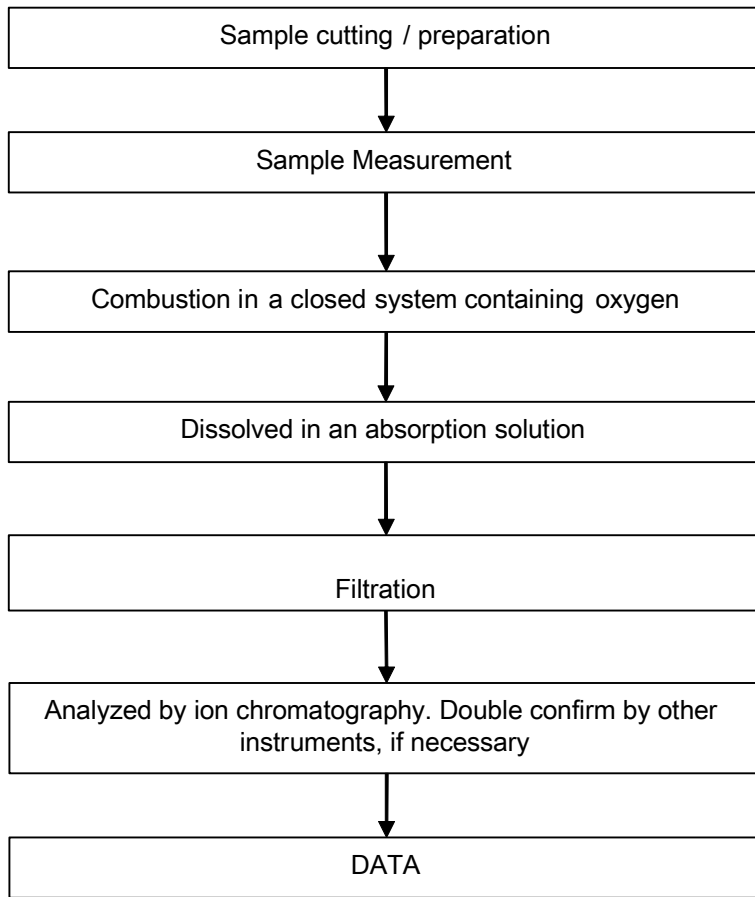 Sample cutting / preparation
Sample Measurement
Combustion in a closed system containing oxygen
Dissolved in an absorption solution
Filtration
Analyzed by ion chromatography. Double confirm by other
instruments, if necessary
DATA